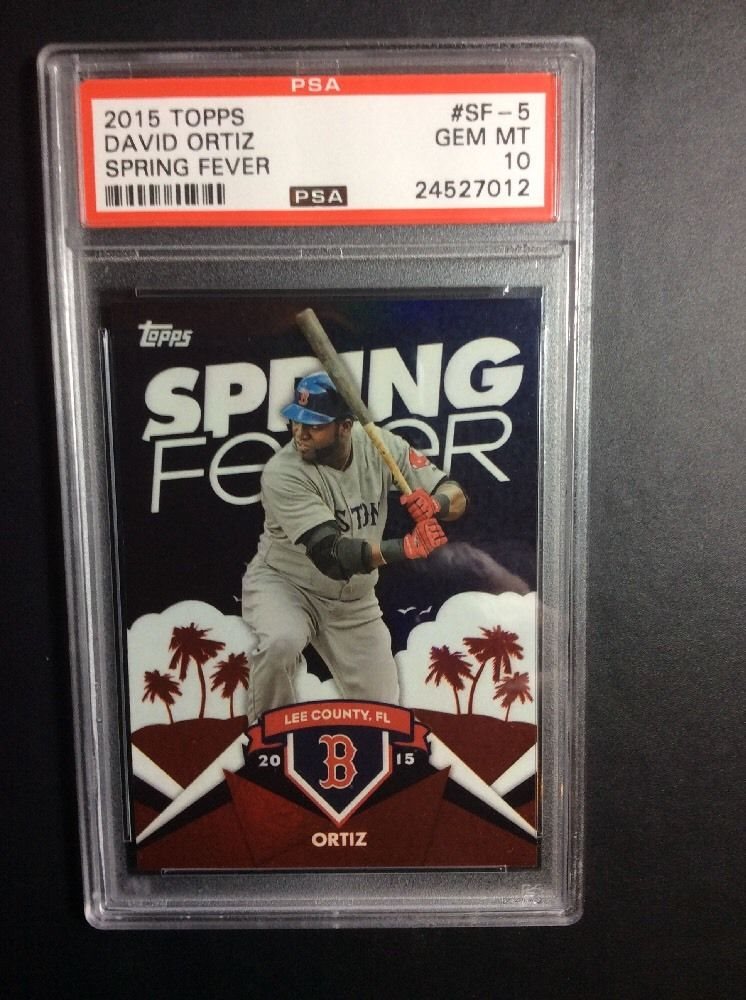 PSA
2015 TOPPS #SF-5
DAVID ORTIZ GEM MT
SPRING FEVER 10
PSA 24527012
Topps
SPRING
FEVER
B
STON
LEE COUNTY, FL
20 B 15
ORTIZ